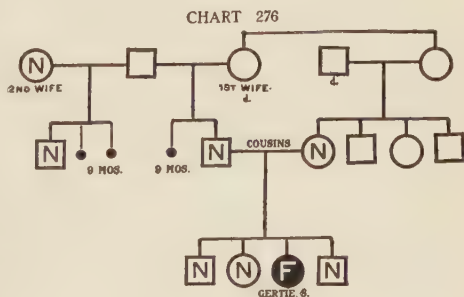 CHART 276
N
2ND WIFE
1ST WIFE.
d.
d.
N
9 MOS.
9 MOS.
N
COUSINS
N
N
N
F
N
GERTIE. 8.